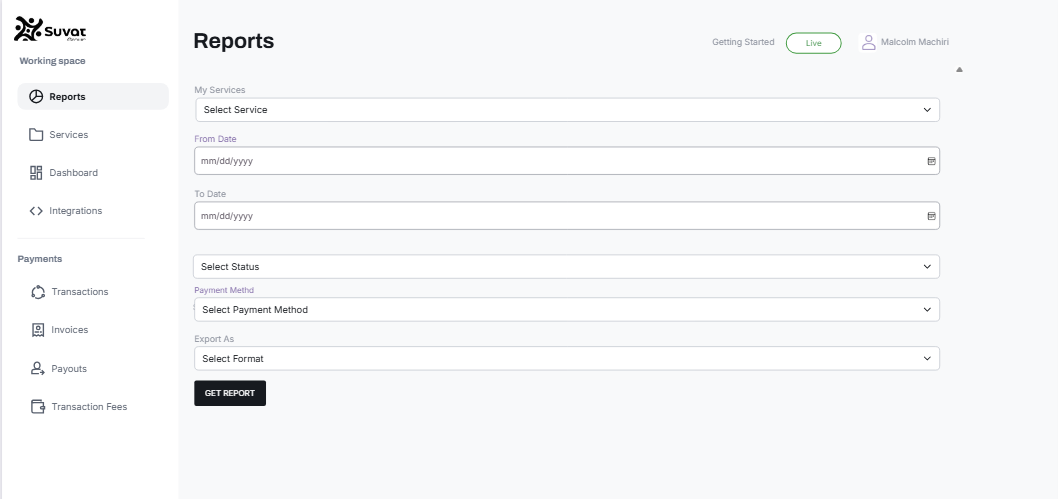 Suvat
Working space
Reports
Services
Dashboard
Integrations
Payments
Transactions
Invoices
Payouts
Transaction Fees
Reports
Getting Started
Live
Malcolm Machiri
My Services
Select Service
From Date
mm/dd/yyyy
To Date
mm/dd/yyyy
Select Status
Payment Methd
Select Payment Method
Export As
Select Format
GET REPORT